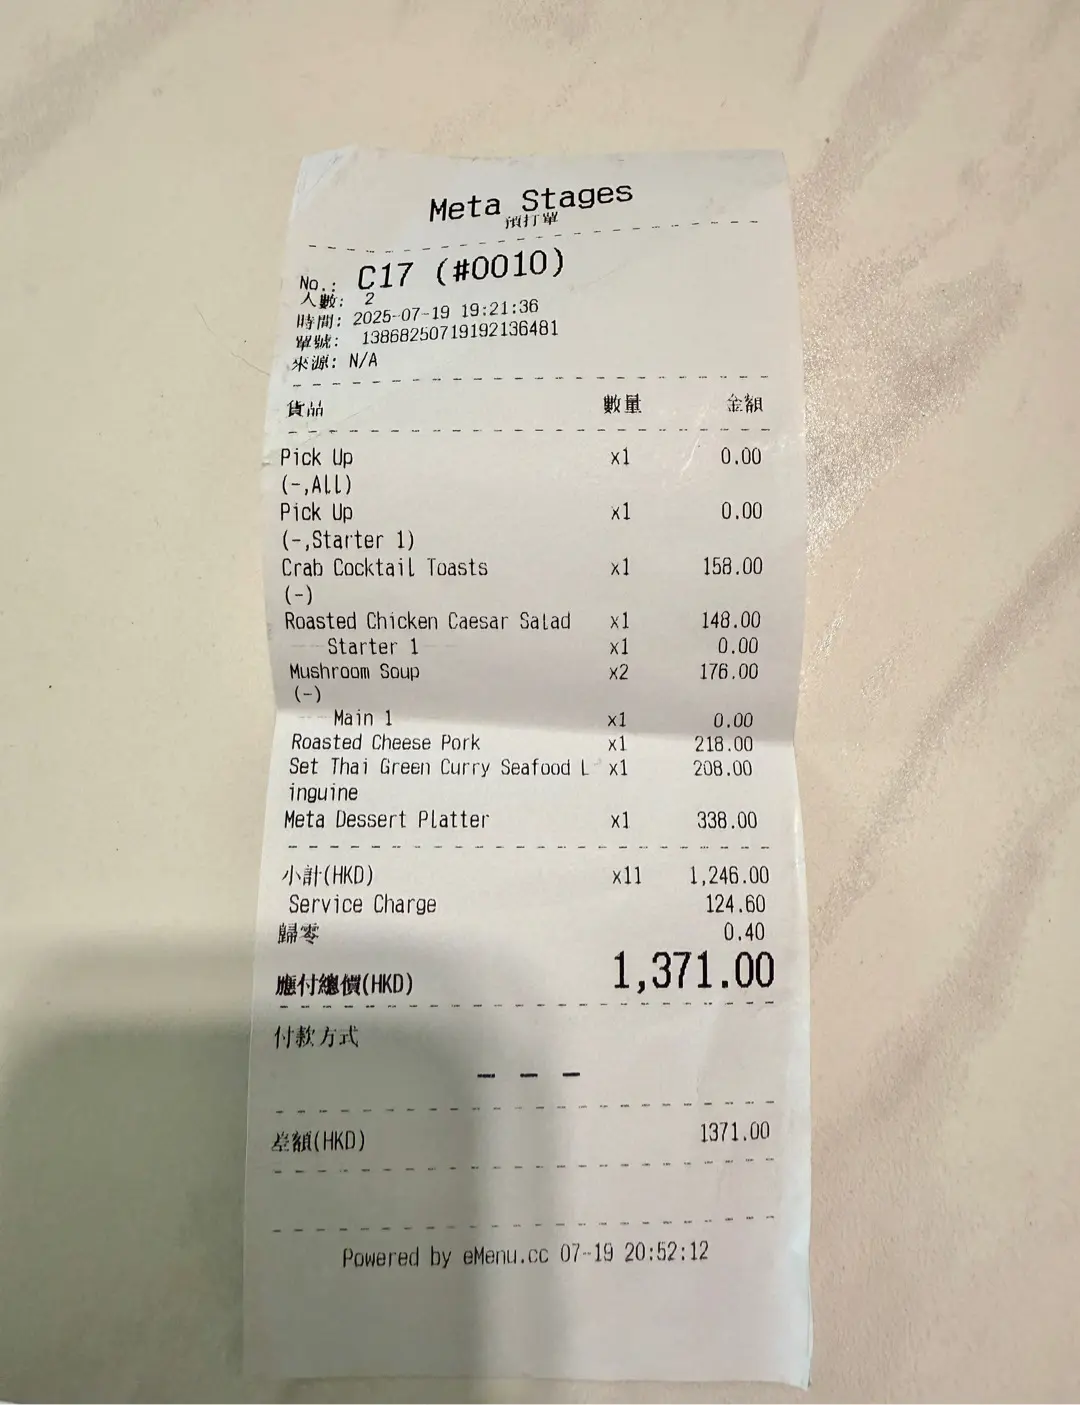 Meta Stages
預打單
No.: C17 (#0010)
人數: 2
時間: 2025-07-19 19:21:36
單號: 13868250719192136481
來源: N/A
貨品 數量 金額
Pick Up x1 0.00
(-,All)
Pick Up x1 0.00
(-,Starter 1)
Crab Cocktail Toasts x1 158.00
(-)
Roasted Chicken Caesar Salad x1 148.00
Starter 1 x1 0.00
Mushroom Soup x2 176.00
(-)
Main 1 x1 0.00
Roasted Cheese Pork x1 218.00
Set Thai Green Curry Seafood L x1 208.00
inguine
Meta Dessert Platter x1 338.00
小計(HKD) x11 1,246.00
Service Charge 124.60
歸零 0.40
應付總價(HKD) 1,371.00
付款方式
– – –
差額(HKD) 1371.00
Powered by eMenu.cc 07-19 20:52:12